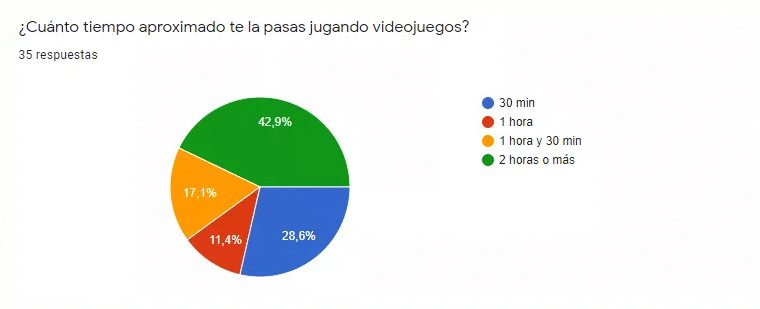 ¿Cuánto tiempo aproximado te la pasas jugando videojuegos?
35 respuestas
42,9%
17,1%
11,4%
28,6%
30 min
1 hora
1 hora y 30 min
2 horas o más